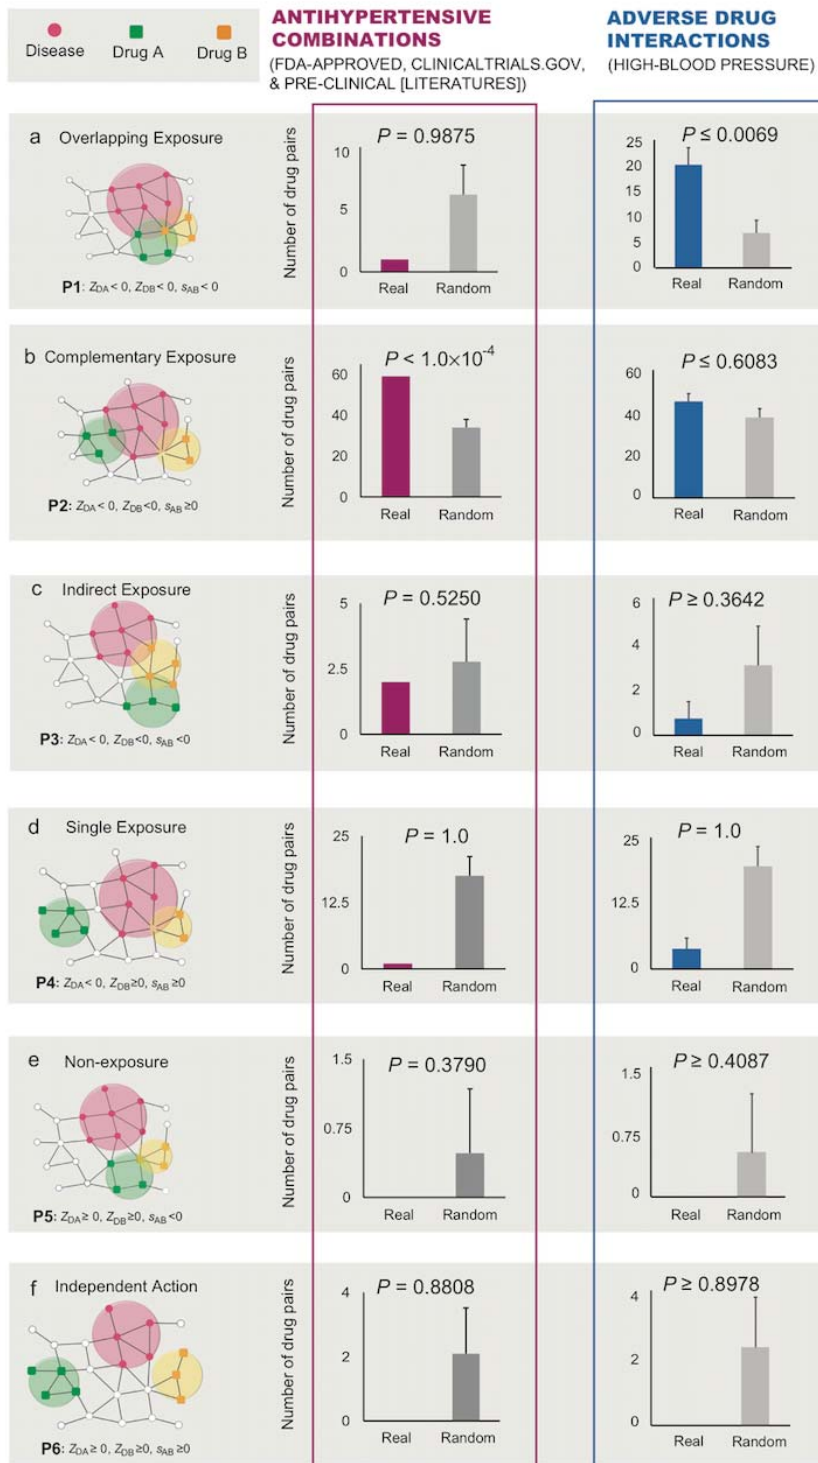 Disease Drug A Drug B
ANTIHYPERTENSIVE
COMBINATIONS
(FDA-APPROVED, CLINICALTRIALS.GOV,
& PRE-CLINICAL [LITERATURES])
ADVERSE DRUG
INTERACTIONS
(HIGH-BLOOD PRESSURE)
a Overlapping Exposure
P1: Z_DA < 0, Z_DB < 0, s_AB < 0
Number of drug pairs
P = 0.9875
10
5
0
Real Random
P ≤ 0.0069
25
20
15
10
5
0
Real Random
b Complementary Exposure
P2: Z_DA < 0, Z_DB <0, s_AB ≥0
Number of drug pairs
P < 1.0×10⁻⁴
60
40
20
0
Real Random
P ≤ 0.6083
60
40
20
0
Real Random
c Indirect Exposure
P3: Z_DA < 0, Z_DB <0, s_AB <0
Number of drug pairs
P = 0.5250
5
2.5
0
Real Random
P ≥ 0.3642
6
4
2
0
Real Random
d Single Exposure
P4: Z_DA < 0, Z_DB ≥0, s_AB ≥0
Number of drug pairs
P = 1.0
25
12.5
0
Real Random
P = 1.0
25
12.5
0
Real Random
e Non-exposure
P5: Z_DA ≥ 0, Z_DB ≥0, s_AB <0
Number of drug pairs
P = 0.3790
1.5
0.75
0
Real Random
P ≥ 0.4087
1.5
0.75
0
Real Random
f Independent Action
P6: Z_DA ≥ 0, Z_DB ≥0, s_AB ≥0
Number of drug pairs
P = 0.8808
4
2
0
Real Random
P ≥ 0.8978
4
2
0
Real Random